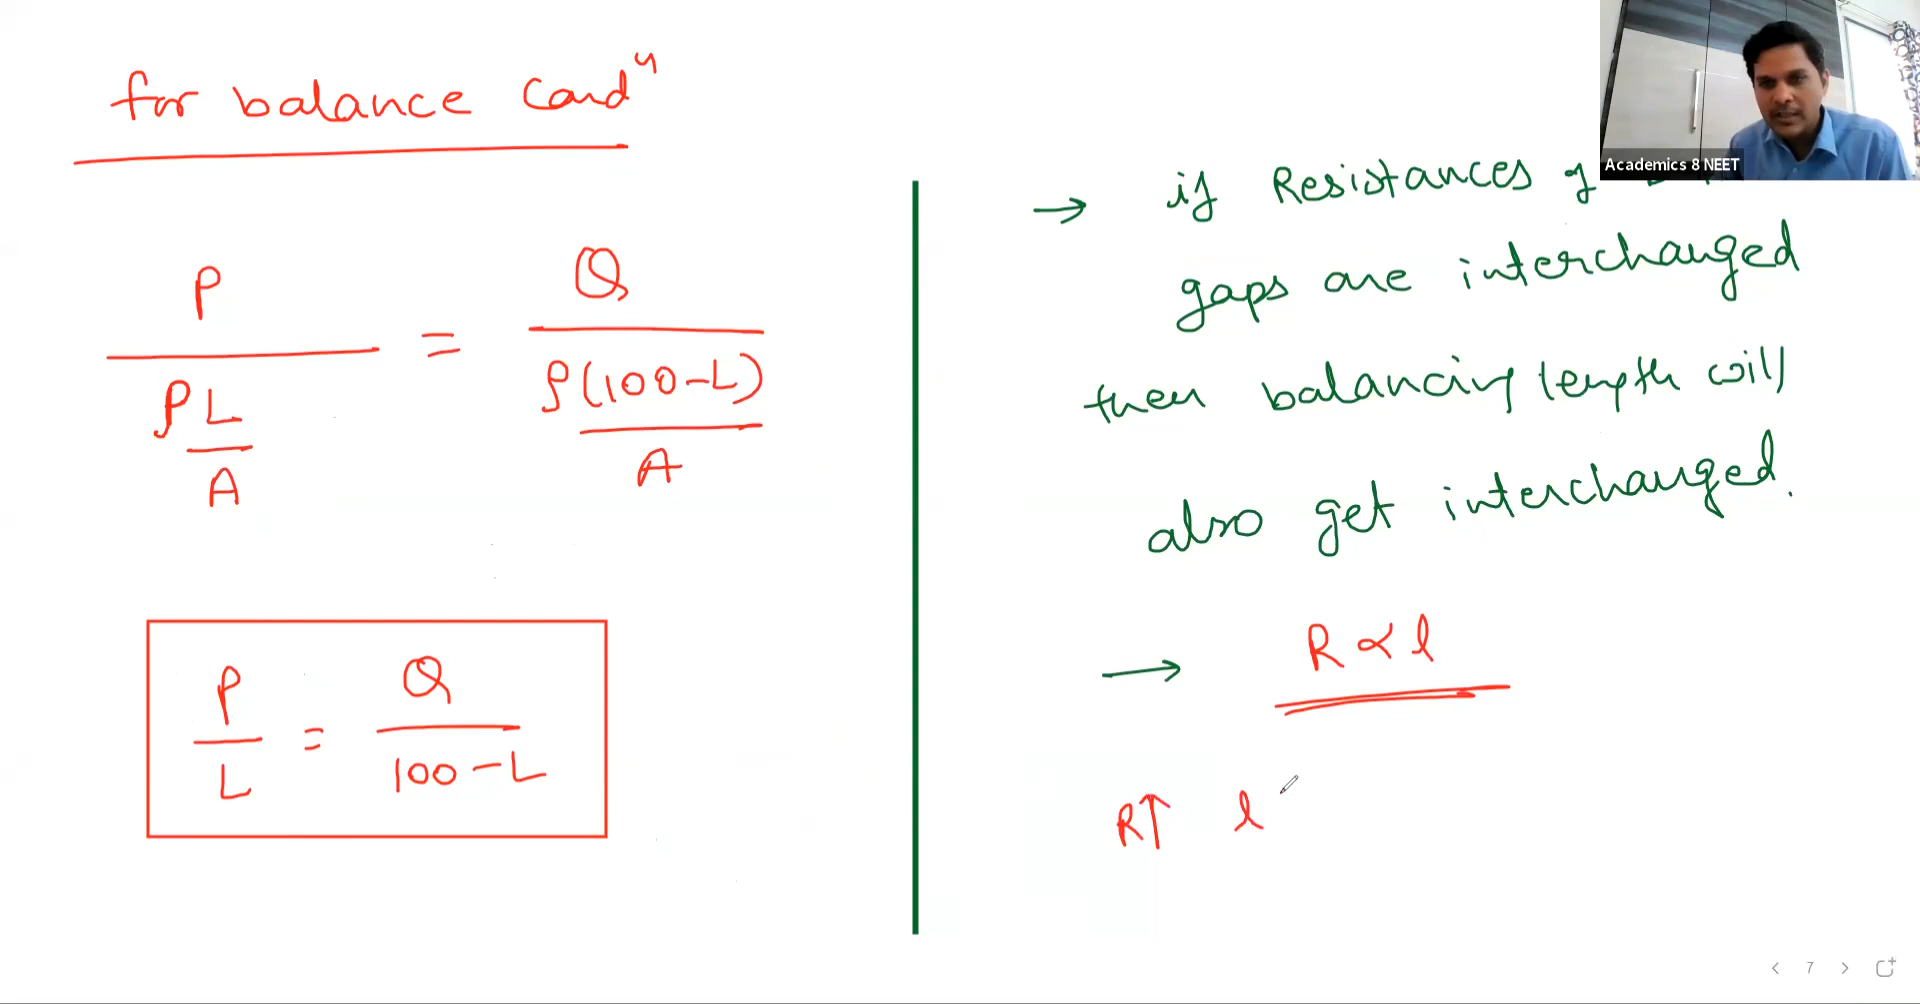 for balance Condⁿ
P = Q
ρL ρ(100-L)
A A
P = Q
L 100-L
→ if Resistances of
gaps are interchanged
then balancing length will
also get interchanged.
→ R ∝ l
R↑ l
Academics 8 NEET
< 7 >